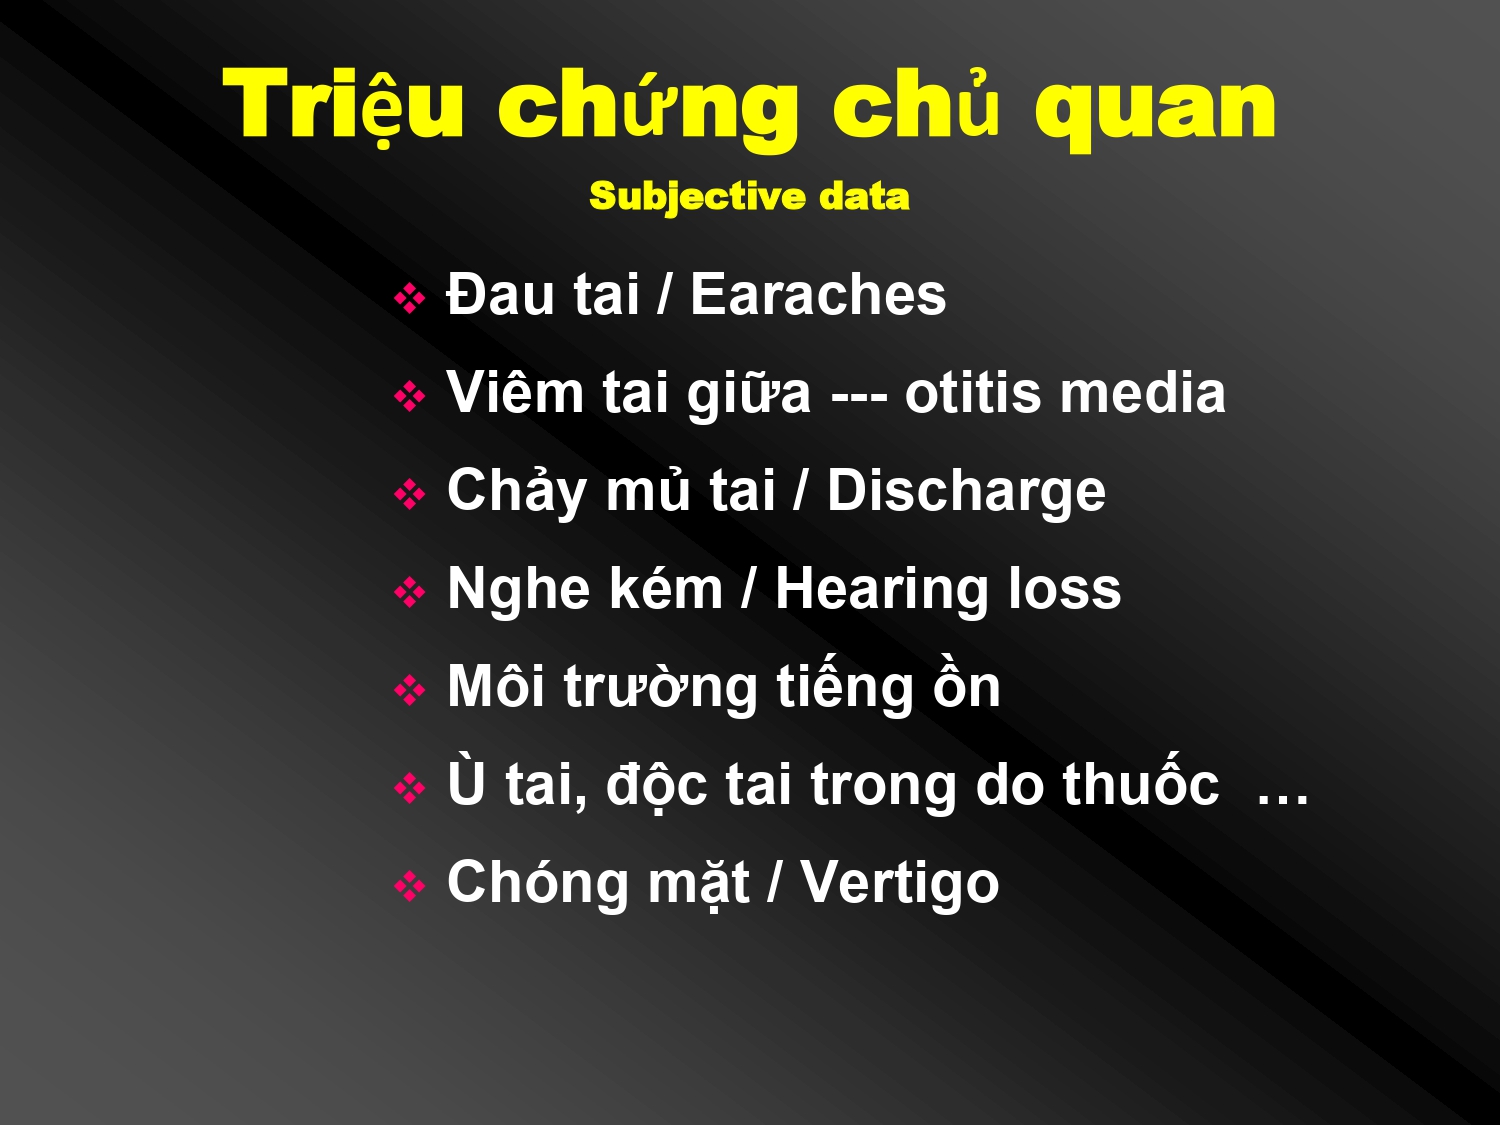 Triệu chứng chủ quan
Subjective data
❖ Đau tai / Earaches
❖ Viêm tai giữa --- otitis media
❖ Chảy mủ tai / Discharge
❖ Nghe kém / Hearing loss
❖ Môi trường tiếng ồn
❖ Ù tai, độc tai trong do thuốc …
❖ Chóng mặt / Vertigo